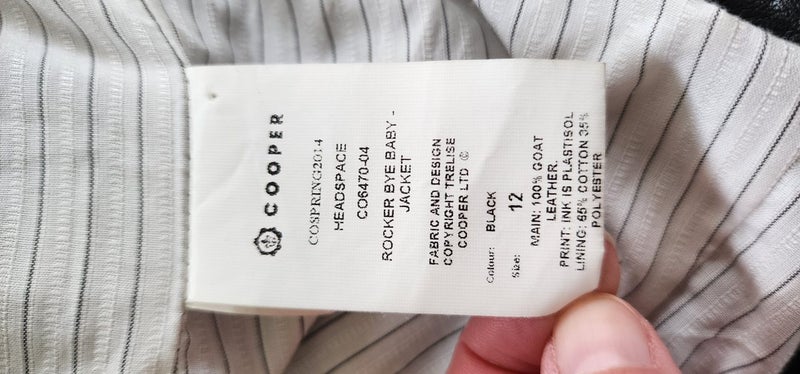 COOPER
COSPRING2014
HEADSPACE
CO6470-04
ROCKER BYE BABY -
JACKET
FABRIC AND DESIGN
COPYRIGHT TRELISE
COOPER LTD ©
Colour: BLACK
Size: 12
MAIN: 100% GOAT
LEATHER.
PRINT: INK IS PLASTISOL
LINING: 65% COTTON 35%
POLYESTER